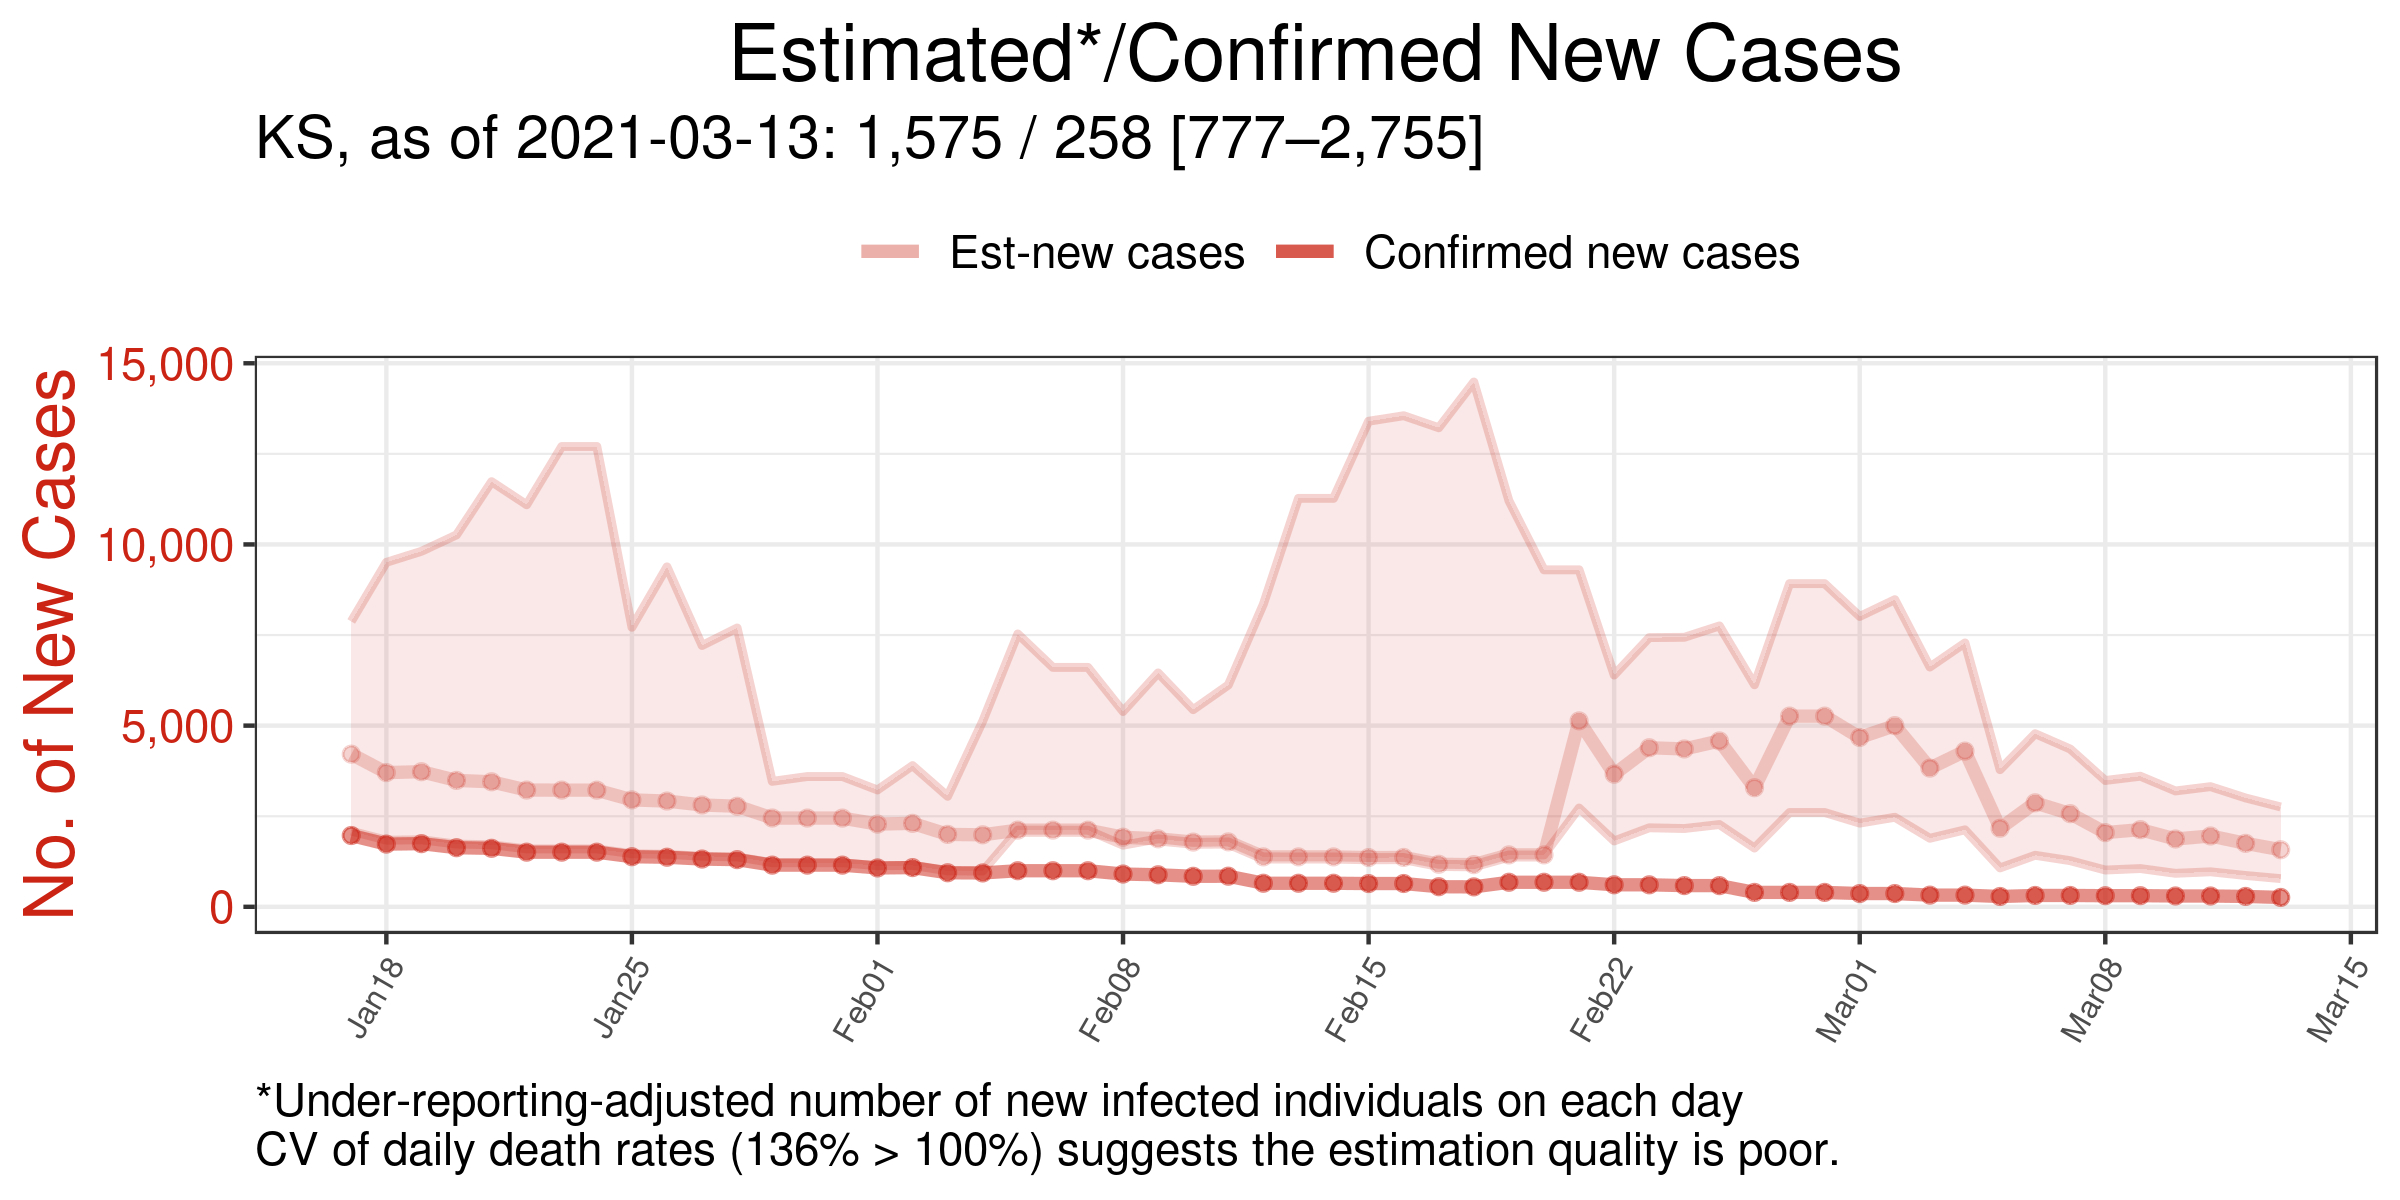 Estimated*/Confirmed New Cases
KS, as of 2021-03-13: 1,575 / 258 [777–2,755]
Est-new cases
Confirmed new cases
No. of New Cases
15,000
10,000
5,000
0
Jan18
Jan25
Feb01
Feb08
Feb15
Feb22
Mar01
Mar08
Mar15
*Under-reporting-adjusted number of new infected individuals on each day
CV of daily death rates (136% > 100%) suggests the estimation quality is poor.